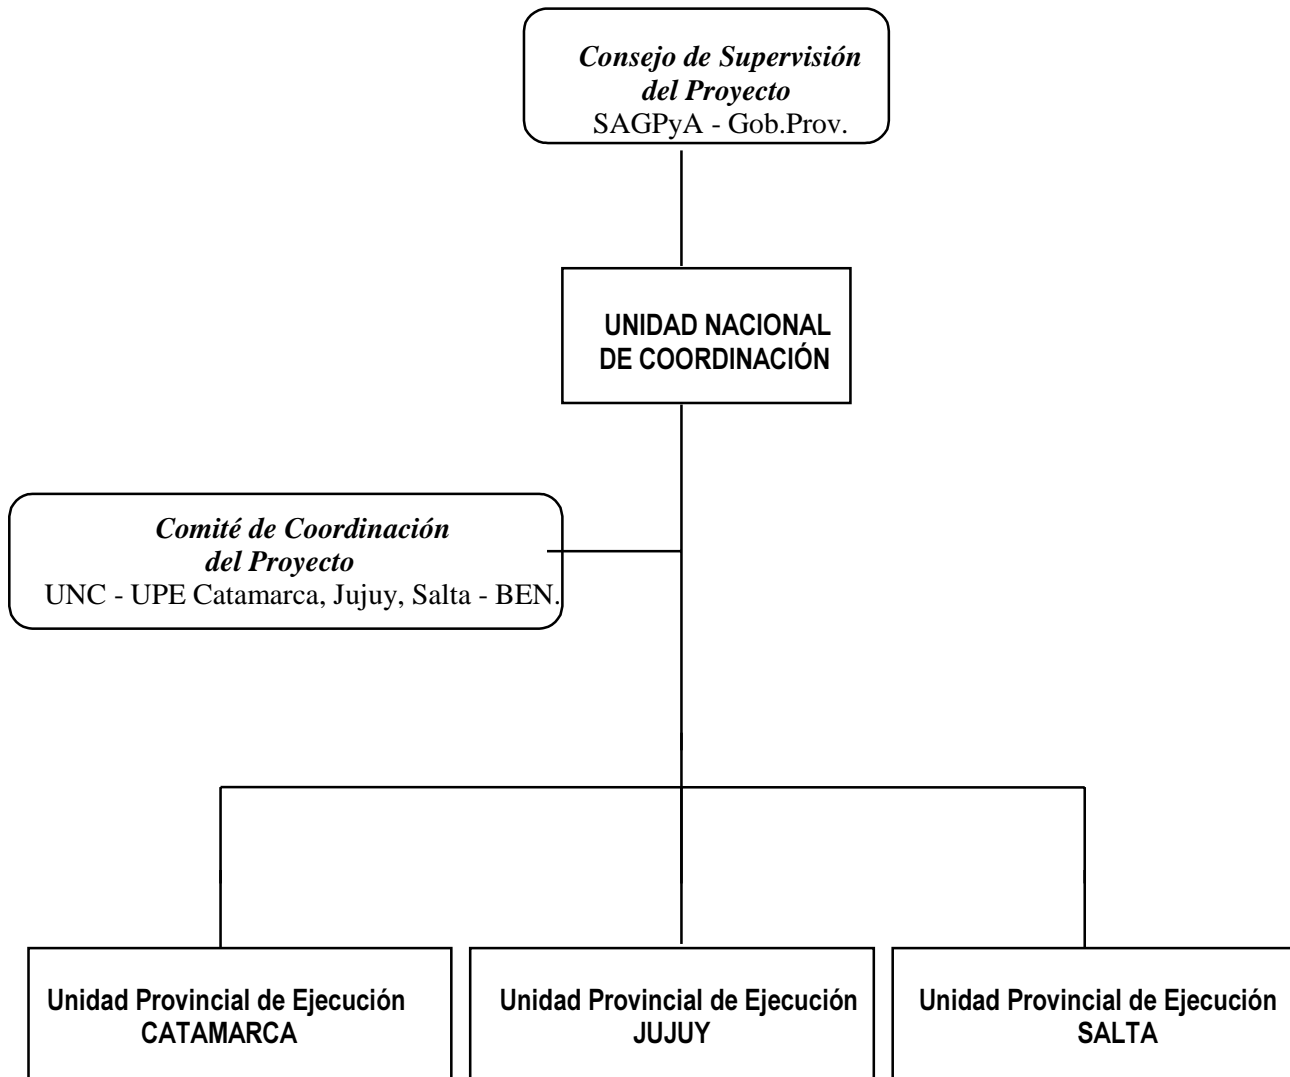 Consejo de Supervisión
del Proyecto
SAGPyA - Gob.Prov.
UNIDAD NACIONAL
DE COORDINACIÓN
Comité de Coordinación
del Proyecto
UNC - UPE Catamarca, Jujuy, Salta - BEN.
Unidad Provincial de Ejecución
CATAMARCA
Unidad Provincial de Ejecución
JUJUY
Unidad Provincial de Ejecución
SALTA